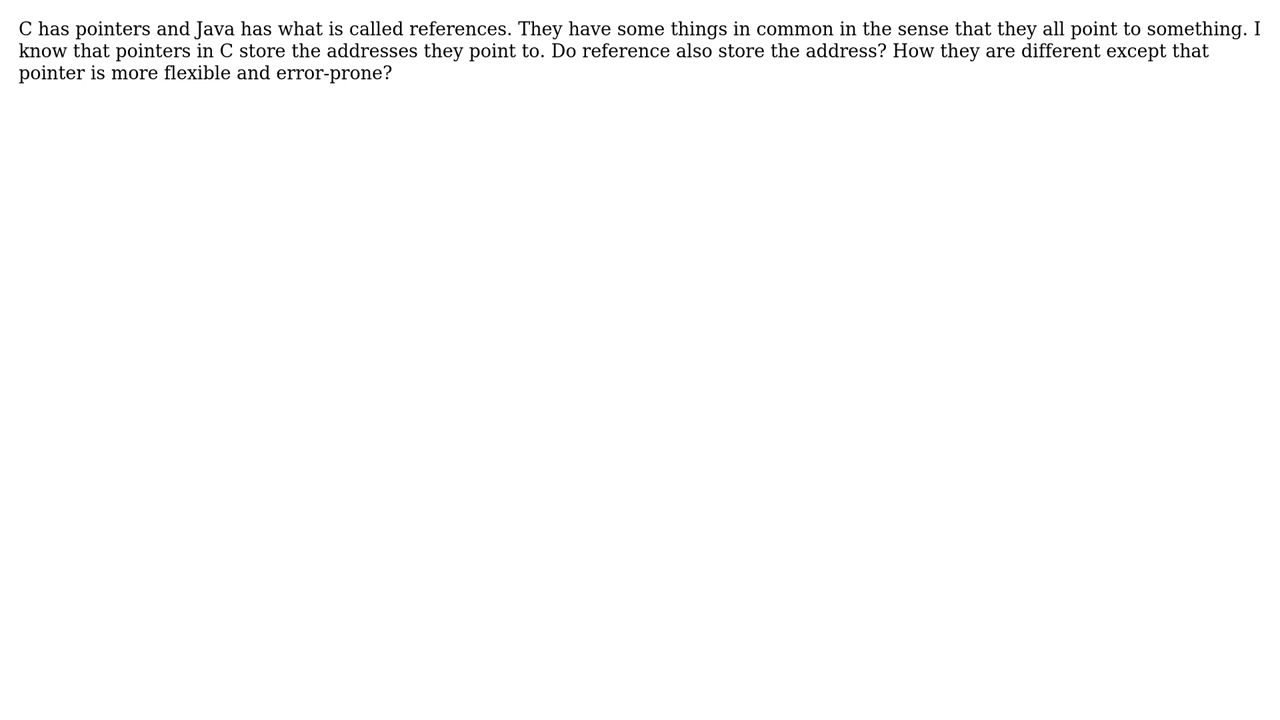 C has pointers and Java has what is called references. They have some things in common in the sense that they all point to something. I
know that pointers in C store the addresses they point to. Do reference also store the address? How they are different except that
pointer is more flexible and error-prone?